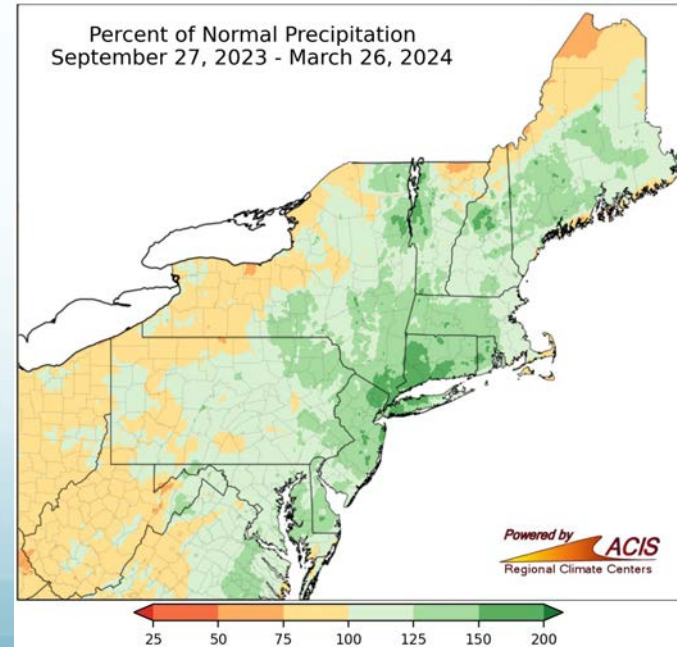 Percent of Normal Precipitation
September 27, 2023 - March 26, 2024
Powered by
ACIS
Regional Climate Centers
25 50 75 100 125 150 200